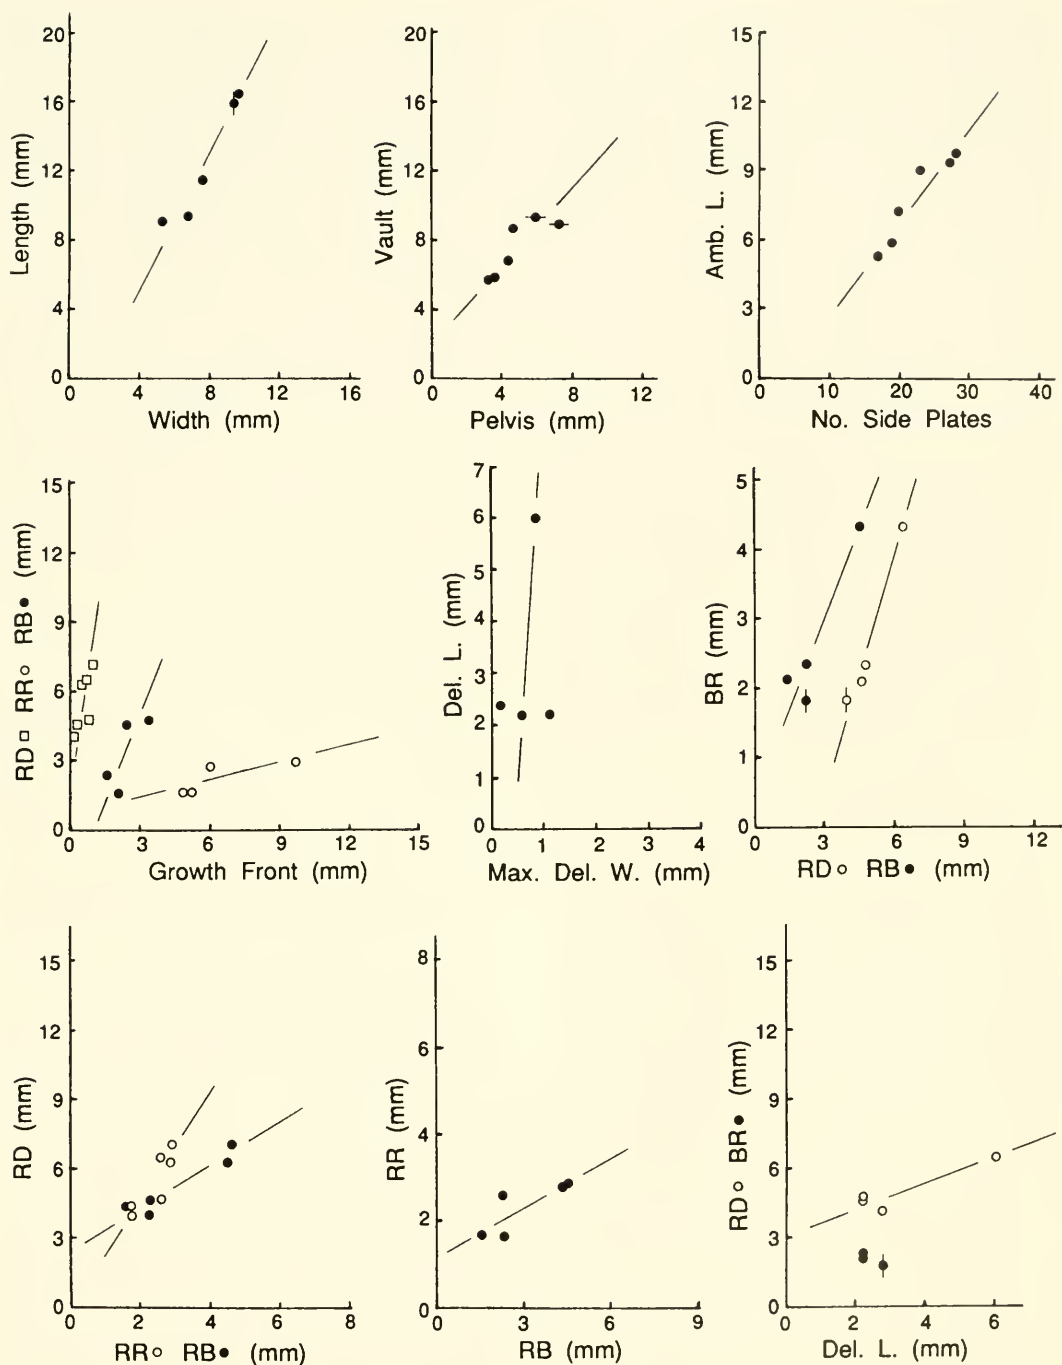 20
16
12
8
4
0
Length (mm)
0 4 8 12 16
Width (mm)
20
16
12
8
4
0
Vault (mm)
0 4 8 12
Pelvis (mm)
15
12
9
6
3
0
Amb. L. (mm)
0 10 20 30 40
No. Side Plates
15
12
9
6
3
0
RD □ RR ○ RB ● (mm)
0 3 6 9 12 15
Growth Front (mm)
7
6
5
4
3
2
1
0
Del. L. (mm)
0 1 2 3 4
Max. Del. W. (mm)
5
4
3
2
1
0
BR (mm)
0 3 6 9 12
RD ○ RB ● (mm)
15
12
9
6
3
0
RD (mm)
0 2 4 6 8
RR ○ RB ● (mm)
8
6
4
2
0
RR (mm)
0 3 6 9
RB (mm)
15
12
9
6
3
0
RD ○ BR ● (mm)
0 2 4 6
Del. L. (mm)